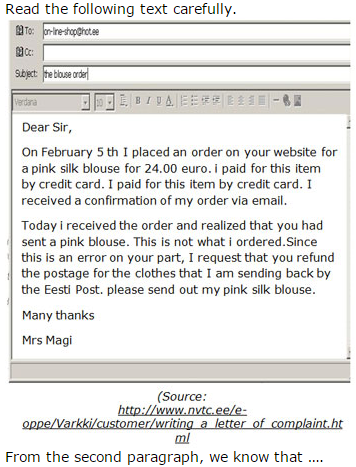 Read the following text carefully.
To: on-line-shop@hot.ee
Cc:
Subject: the blouse order
Verdana 10 B I U A
Dear Sir,
On February 5 th I placed an order on your website for
a pink silk blouse for 24.00 euro. i paid for this item
by credit card. I paid for this item by credit card. I
received a confirmation of my order via email.
Today i received the order and realized that you had
sent a pink blouse. This is not what i ordered.Since
this is an error on your part, I request that you refund
the postage for the clothes that I am sending back by
the Eesti Post. please send out my pink silk blouse.
Many thanks
Mrs Magi
(Source:
http://www.nvtc.ee/e-
oppe/Varkki/customer/writing_a_letter_of_complaint.ht
ml
From the second paragraph, we know that ....